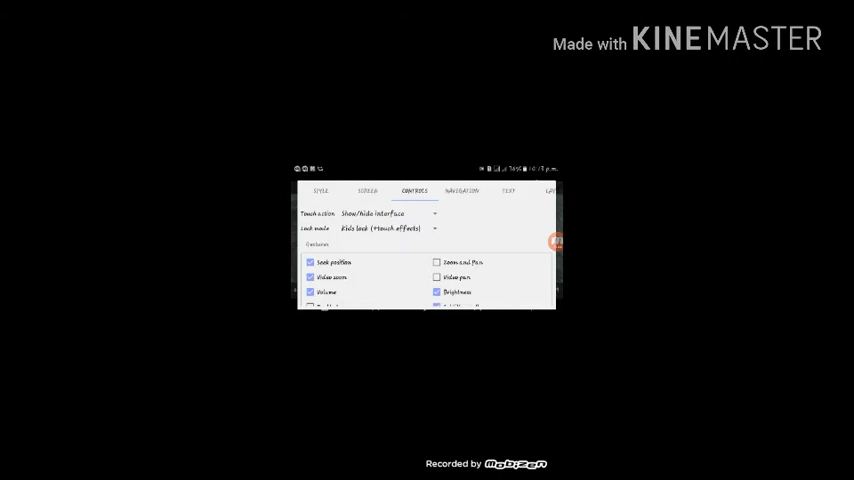 Made with KINEMASTER
STYLE SCREEN CONTROLS NAVIGATION TEXT
Touch action Show/hide interface
Lock mode Kids lock (+touch effects)
Gestures
Seek position Zoom and Pan
Video zoom Video pan
Volume Brightness
Recorded by mobizen